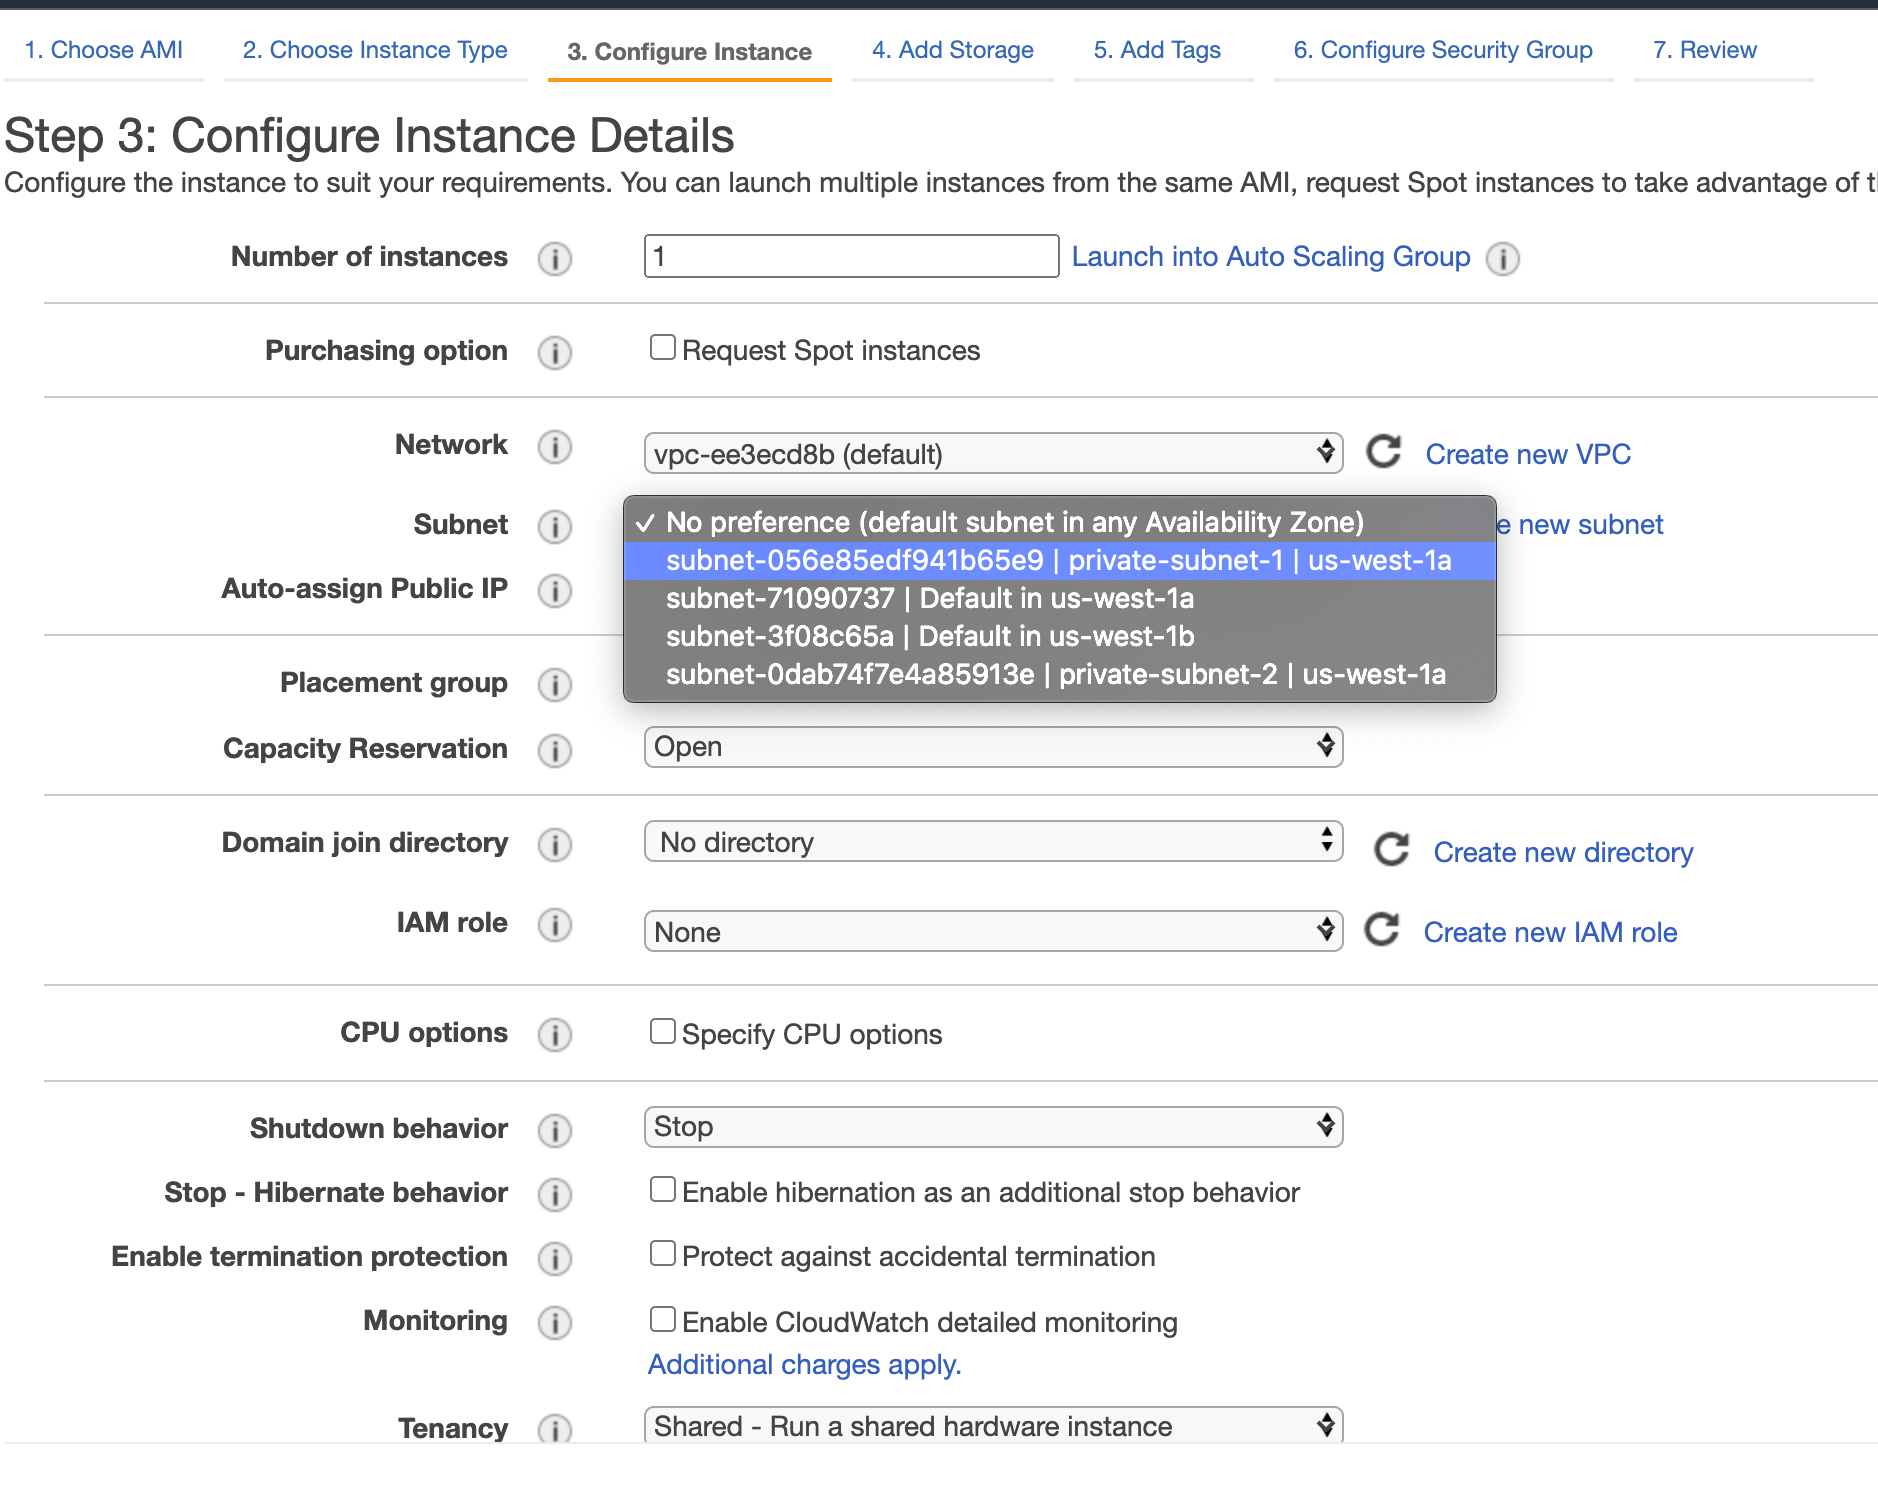 1. Choose AMI 2. Choose Instance Type 3. Configure Instance 4. Add Storage 5. Add Tags 6. Configure Security Group 7. Review
Step 3: Configure Instance Details
Configure the instance to suit your requirements. You can launch multiple instances from the same AMI, request Spot instances to take advantage of
Number of instances 1 Launch into Auto Scaling Group
Purchasing option Request Spot instances
Network vpc-ee3ecd8b (default) Create new VPC
Subnet ✓ No preference (default subnet in any Availability Zone) e new subnet
subnet-056e85edf941b65e9 | private-subnet-1 | us-west-1a
Auto-assign Public IP
subnet-71090737 | Default in us-west-1a
subnet-3f08c65a | Default in us-west-1b
subnet-0dab74f7e4a85913e | private-subnet-2 | us-west-1a
Placement group
Capacity Reservation Open
Domain join directory No directory Create new directory
IAM role None Create new IAM role
CPU options Specify CPU options
Shutdown behavior Stop
Stop - Hibernate behavior Enable hibernation as an additional stop behavior
Enable termination protection Protect against accidental termination
Monitoring Enable CloudWatch detailed monitoring
Additional charges apply.
Tenancy Shared - Run a shared hardware instance